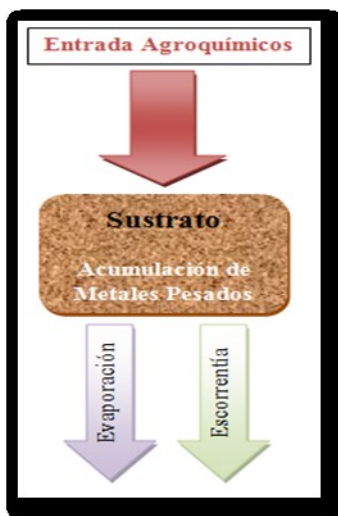 Entrada Agroquímicos
Sustrato
Acumulación de
Metales Pesados
Evaporación
Escorrentía